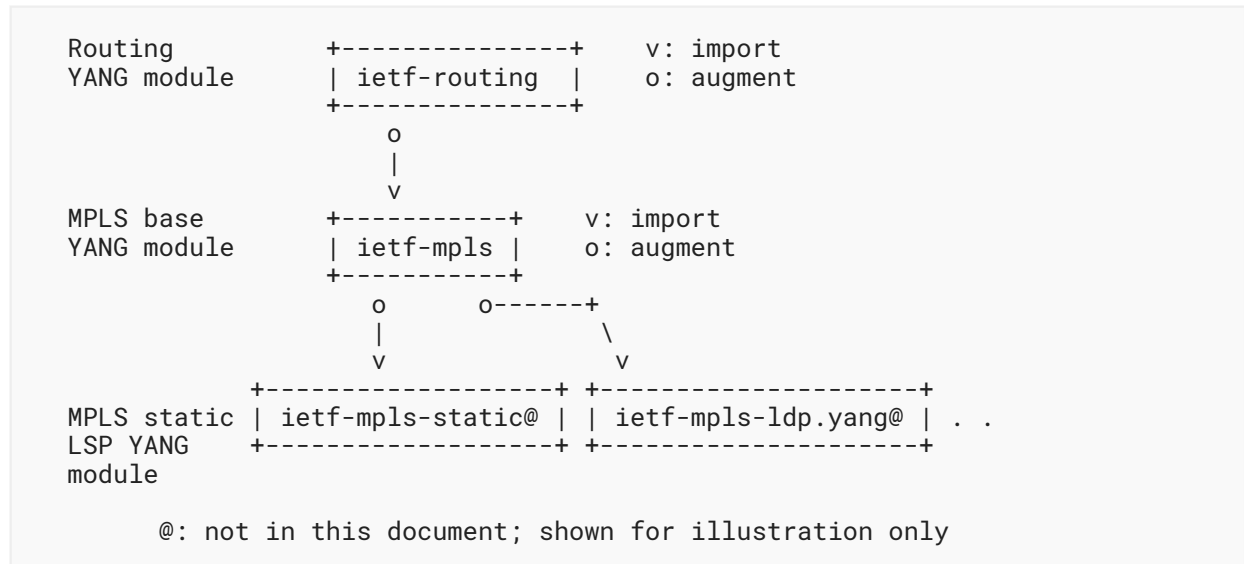 Routing          +---------------+    v: import
YANG module      | ietf-routing  |    o: augment
                 +---------------+
                     o
                     |
                     v
MPLS base        +-----------+    v: import
YANG module      | ietf-mpls |    o: augment
                 +-----------+
                    o      o------+
                    |              \
                    v               v
            +-------------------+ +---------------------+
MPLS static | ietf-mpls-static@ | | ietf-mpls-ldp.yang@ | . .
LSP YANG    +-------------------+ +---------------------+
module

      @: not in this document; shown for illustration only